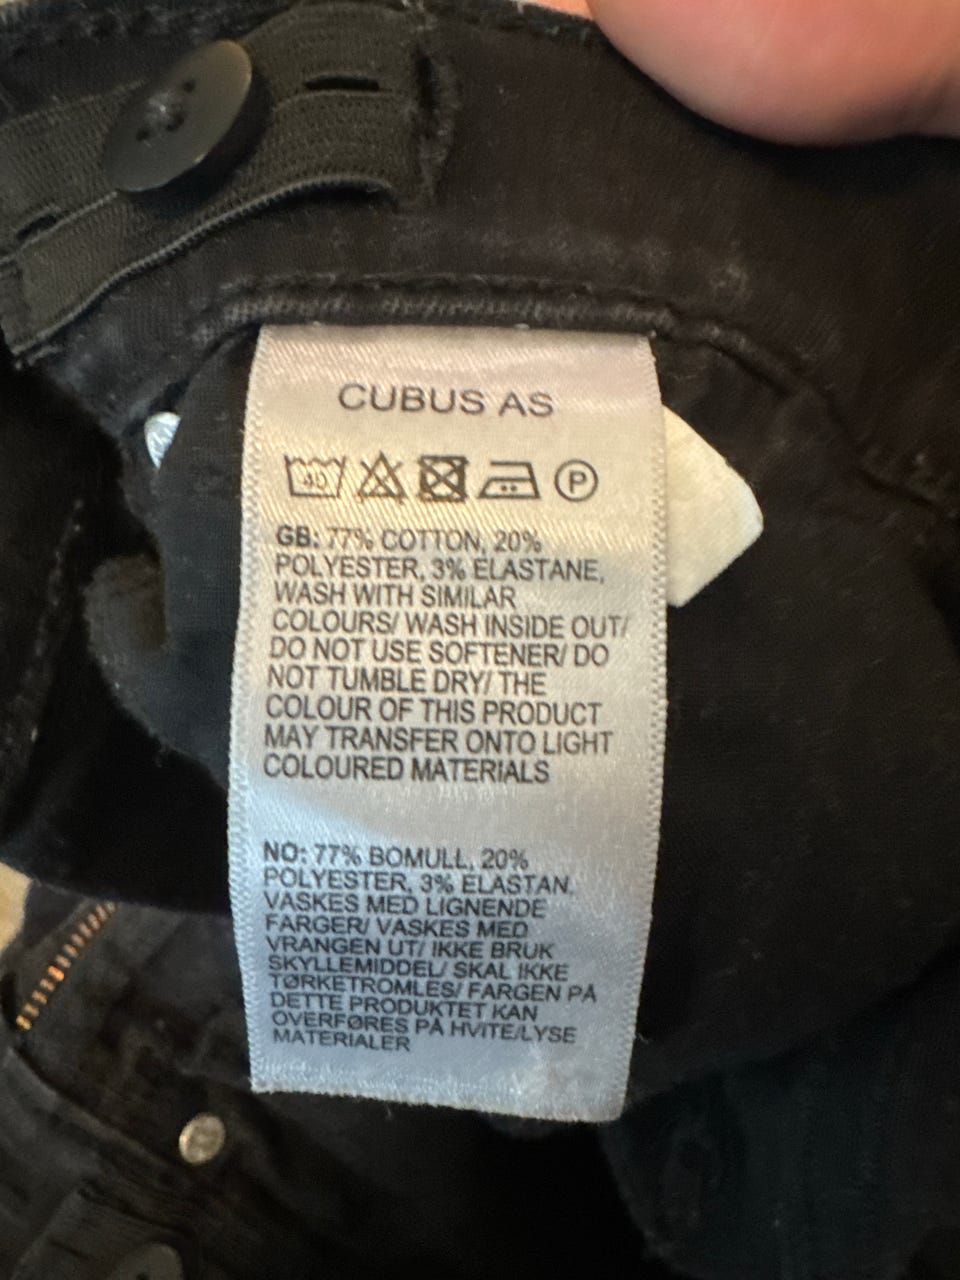 CUBUS AS
40 P
GB: 77% COTTON, 20%
POLYESTER, 3% ELASTANE,
WASH WITH SIMILAR
COLOURS/ WASH INSIDE OUT/
DO NOT USE SOFTENER/ DO
NOT TUMBLE DRY/ THE
COLOUR OF THIS PRODUCT
MAY TRANSFER ONTO LIGHT
COLOURED MATERIALS
NO: 77% BOMULL, 20%
POLYESTER, 3% ELASTAN.
VASKES MED LIGNENDE
FARGER/ VASKES MED
VRANGEN UT/ IKKE BRUK
SKYLLEMIDDEL/ SKAL IKKE
TØRKETROMLES/ FARGEN PÅ
DETTE PRODUKTET KAN
OVERFØRES PÅ HVITE/LYSE
MATERIALER